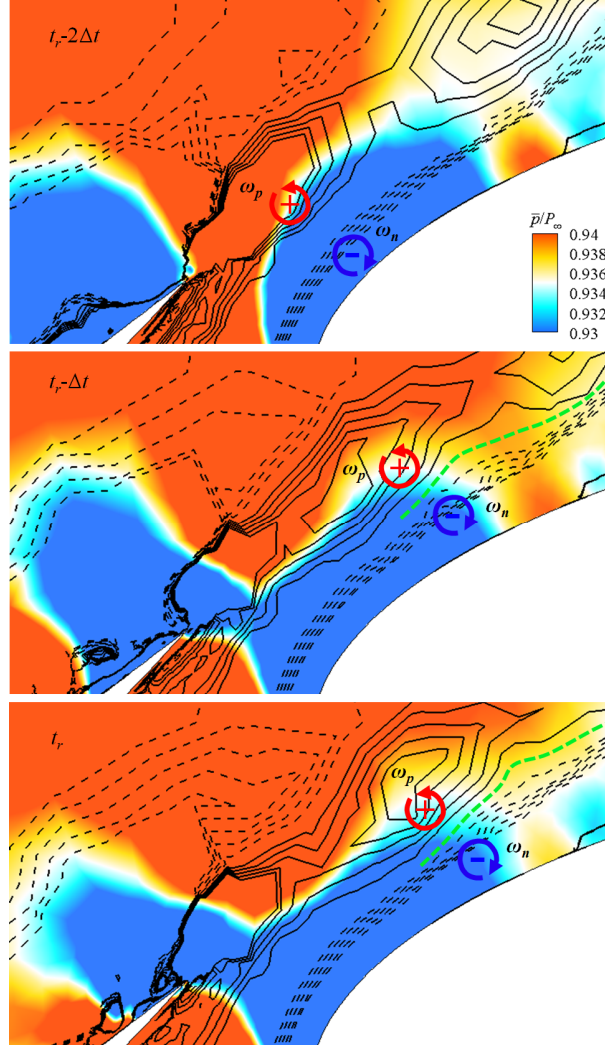 t_r-2Δt
ω_p
+
ω_n
-
p̅/P_∞
0.94
0.938
0.936
0.934
0.932
0.93
t_r-Δt
ω_p
+
-
ω_n
t_r
ω_p
+
ω_n
-